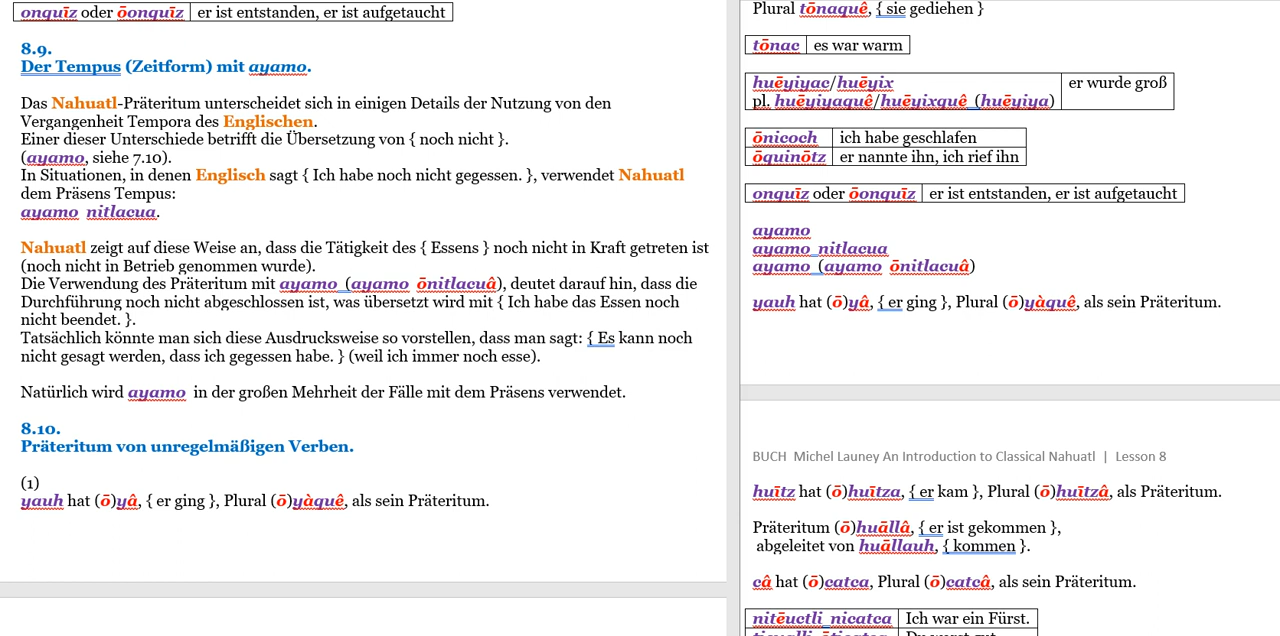 onquīz oder ōonquīz er ist entstanden, er ist aufgetaucht
8.9.
Der Tempus (Zeitform) mit ayamo.
Das Nahuatl-Präteritum unterscheidet sich in einigen Details der Nutzung von den
Vergangenheit Tempora des Englischen.
Einer dieser Unterschiede betrifft die Übersetzung von { noch nicht }.
(ayamo, siehe 7.10).
In Situationen, in denen Englisch sagt { Ich habe noch nicht gegessen. }, verwendet Nahuatl
dem Präsens Tempus:
ayamo nitlacua.
Nahuatl zeigt auf diese Weise an, dass die Tätigkeit des { Essens } noch nicht in Kraft getreten ist
(noch nicht in Betrieb genommen wurde).
Die Verwendung des Präteritum mit ayamo (ayamo ōnitlacuâ), deutet darauf hin, dass die
Durchführung noch nicht abgeschlossen ist, was übersetzt wird mit { Ich habe das Essen noch
nicht beendet. }.
Tatsächlich könnte man sich diese Ausdrucksweise so vorstellen, dass man sagt: { Es kann noch
nicht gesagt werden, dass ich gegessen habe. } (weil ich immer noch esse).
Natürlich wird ayamo in der großen Mehrheit der Fälle mit dem Präsens verwendet.
8.10.
Präteritum von unregelmäßigen Verben.
(1)
yauh hat (ō)yâ, { er ging }, Plural (ō)yàquê, als sein Präteritum.
Plural tōnaquê, { sie gediehen }
tōnac es war warm
huēyiyac/huēyix er wurde groß
pl. huēyiyaquê/huēyixquê (huēyiya)
ōnicoch ich habe geschlafen
ōquinōtz er nannte ihn, ich rief ihn
onquīz oder ōonquīz er ist entstanden, er ist aufgetaucht
ayamo
ayamo nitlacua
ayamo (ayamo ōnitlacuâ)
yauh hat (ō)yâ, { er ging }, Plural (ō)yàquê, als sein Präteritum.
BUCH Michel Launey An Introduction to Classical Nahuatl | Lesson 8
huītz hat (ō)huītza, { er kam }, Plural (ō)huītzâ, als Präteritum.
Präteritum (ō)huāllâ, { er ist gekommen },
abgeleitet von huāllauh, { kommen }.
câ hat (ō)catca, Plural (ō)catcâ, als sein Präteritum.
nitēuctli nicatca Ich war ein Fürst.